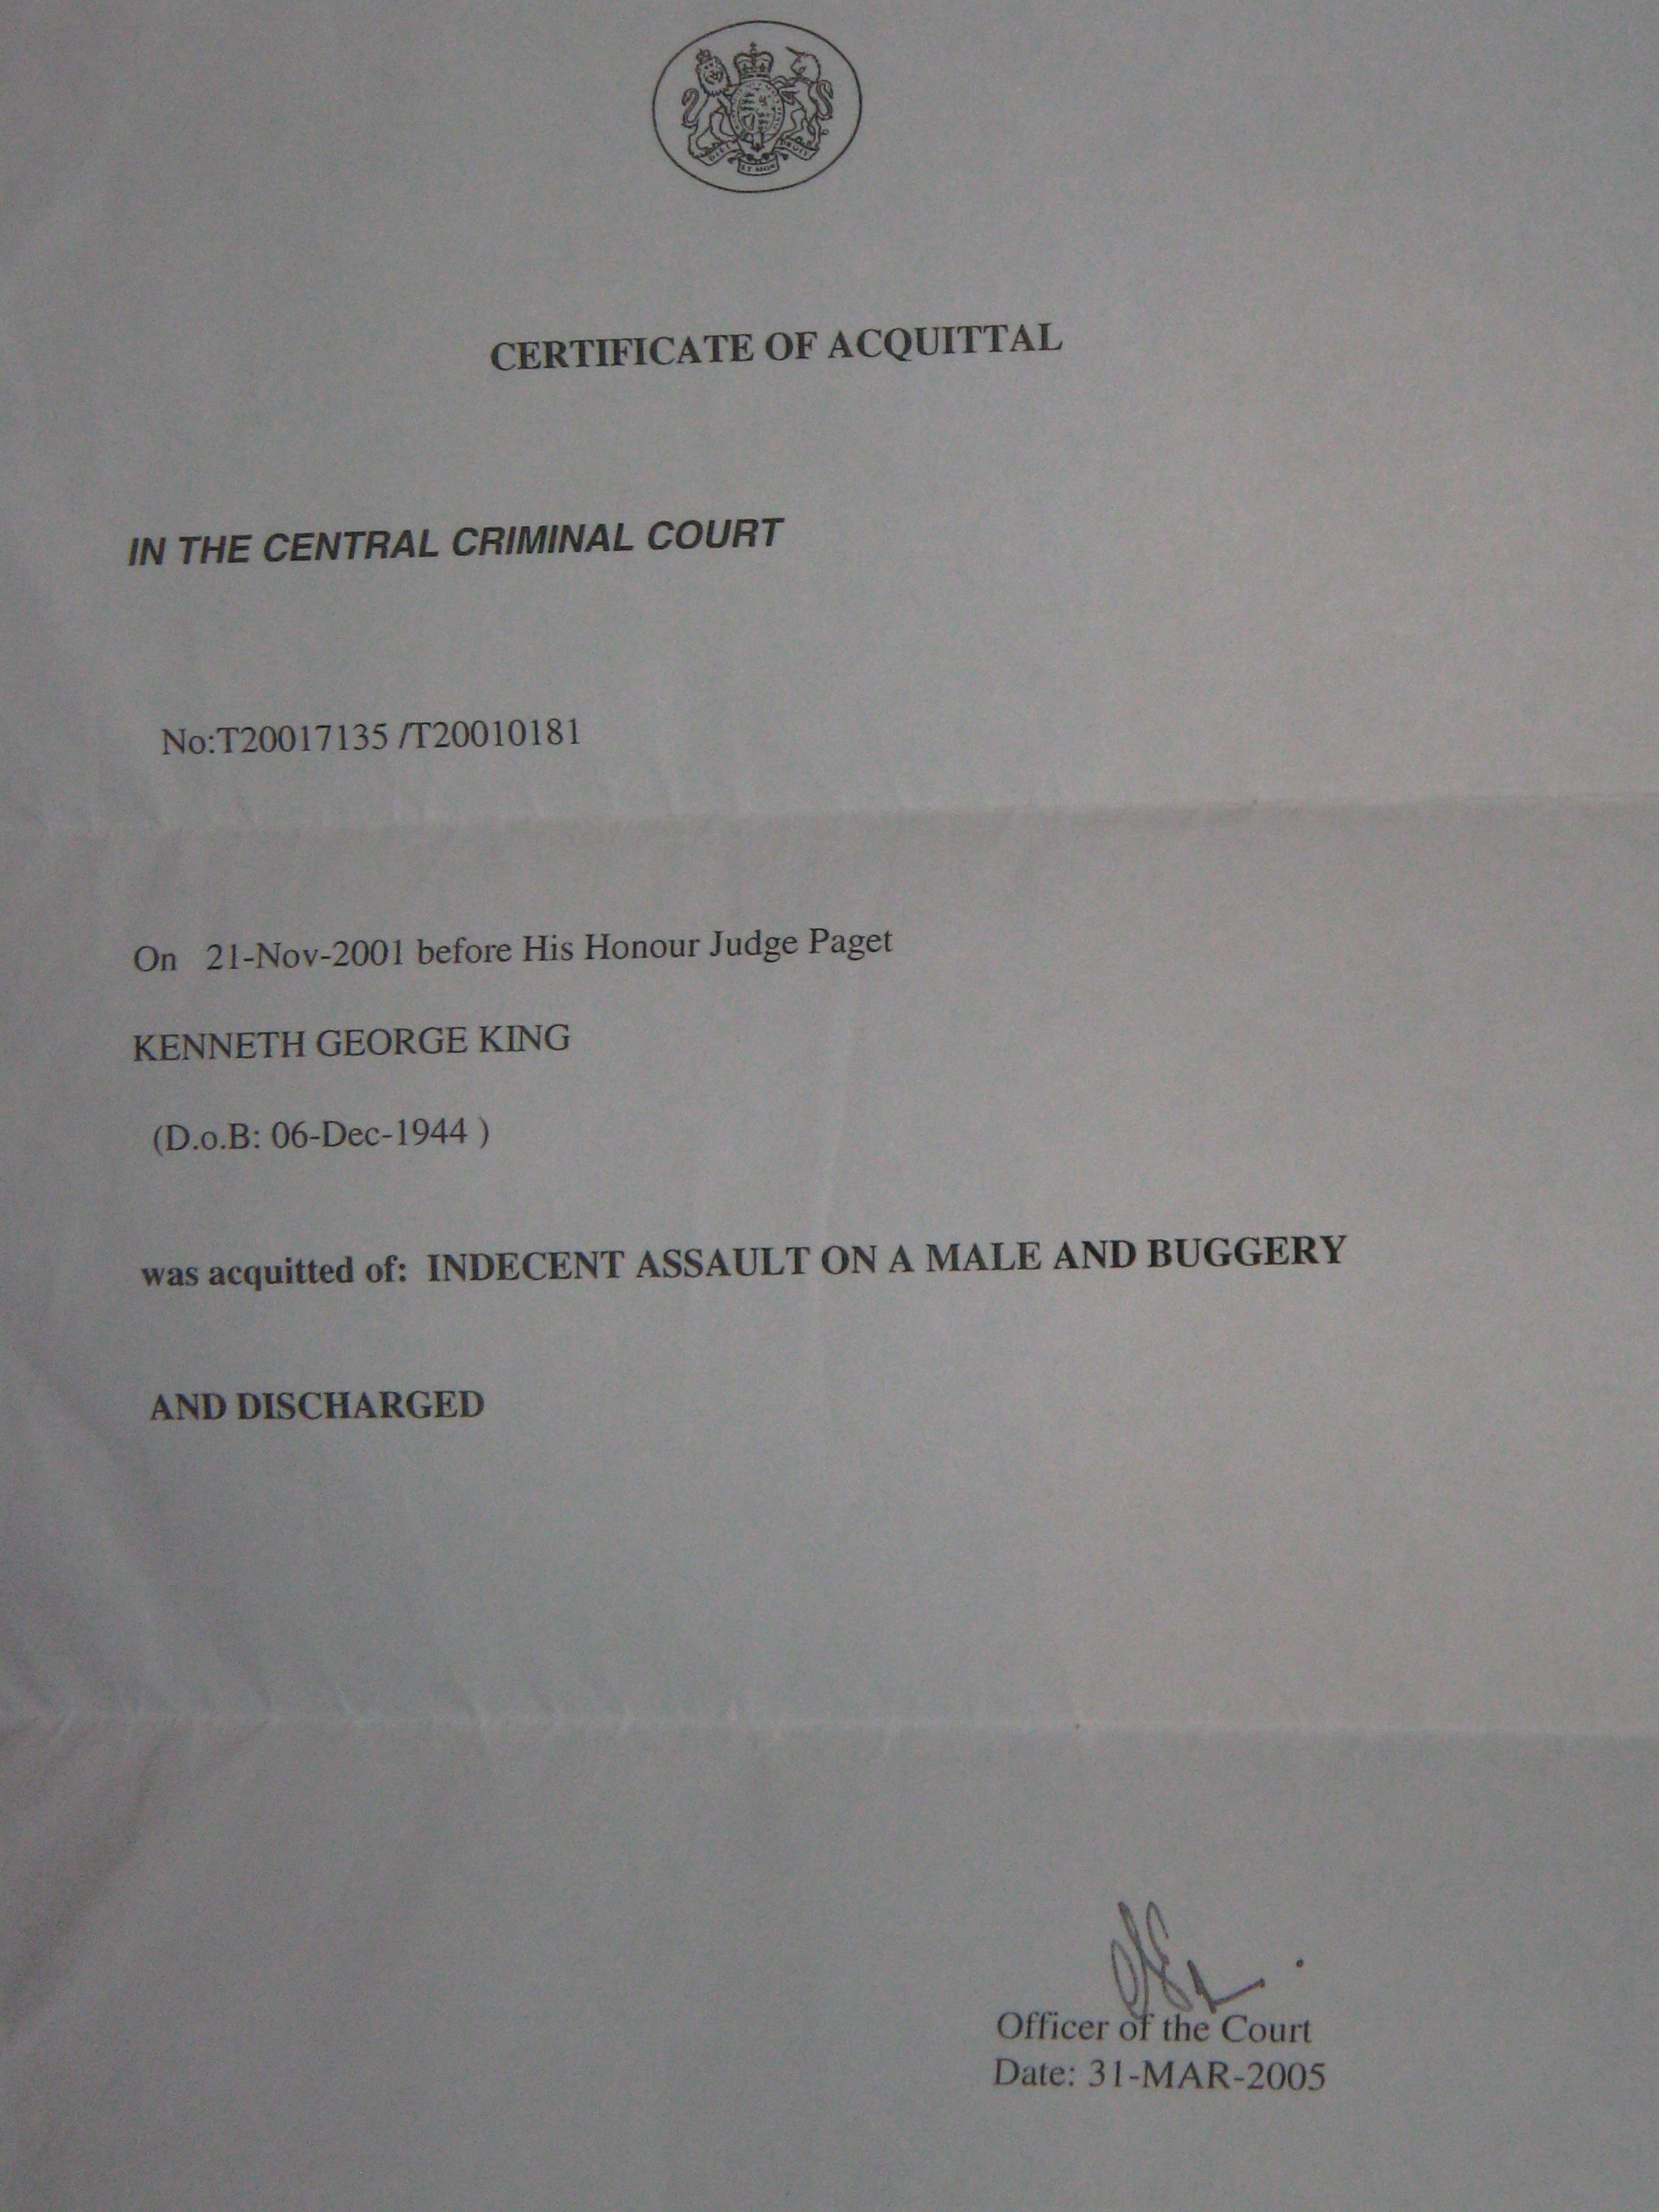 CERTIFICATE OF ACQUITTAL
IN THE CENTRAL CRIMINAL COURT
No:T20017135 /T20010181
On 21-Nov-2001 before His Honour Judge Paget
KENNETH GEORGE KING
(D.o.B: 06-Dec-1944 )
was acquitted of: INDECENT ASSAULT ON A MALE AND BUGGERY
AND DISCHARGED
Officer of the Court
Date: 31-MAR-2005